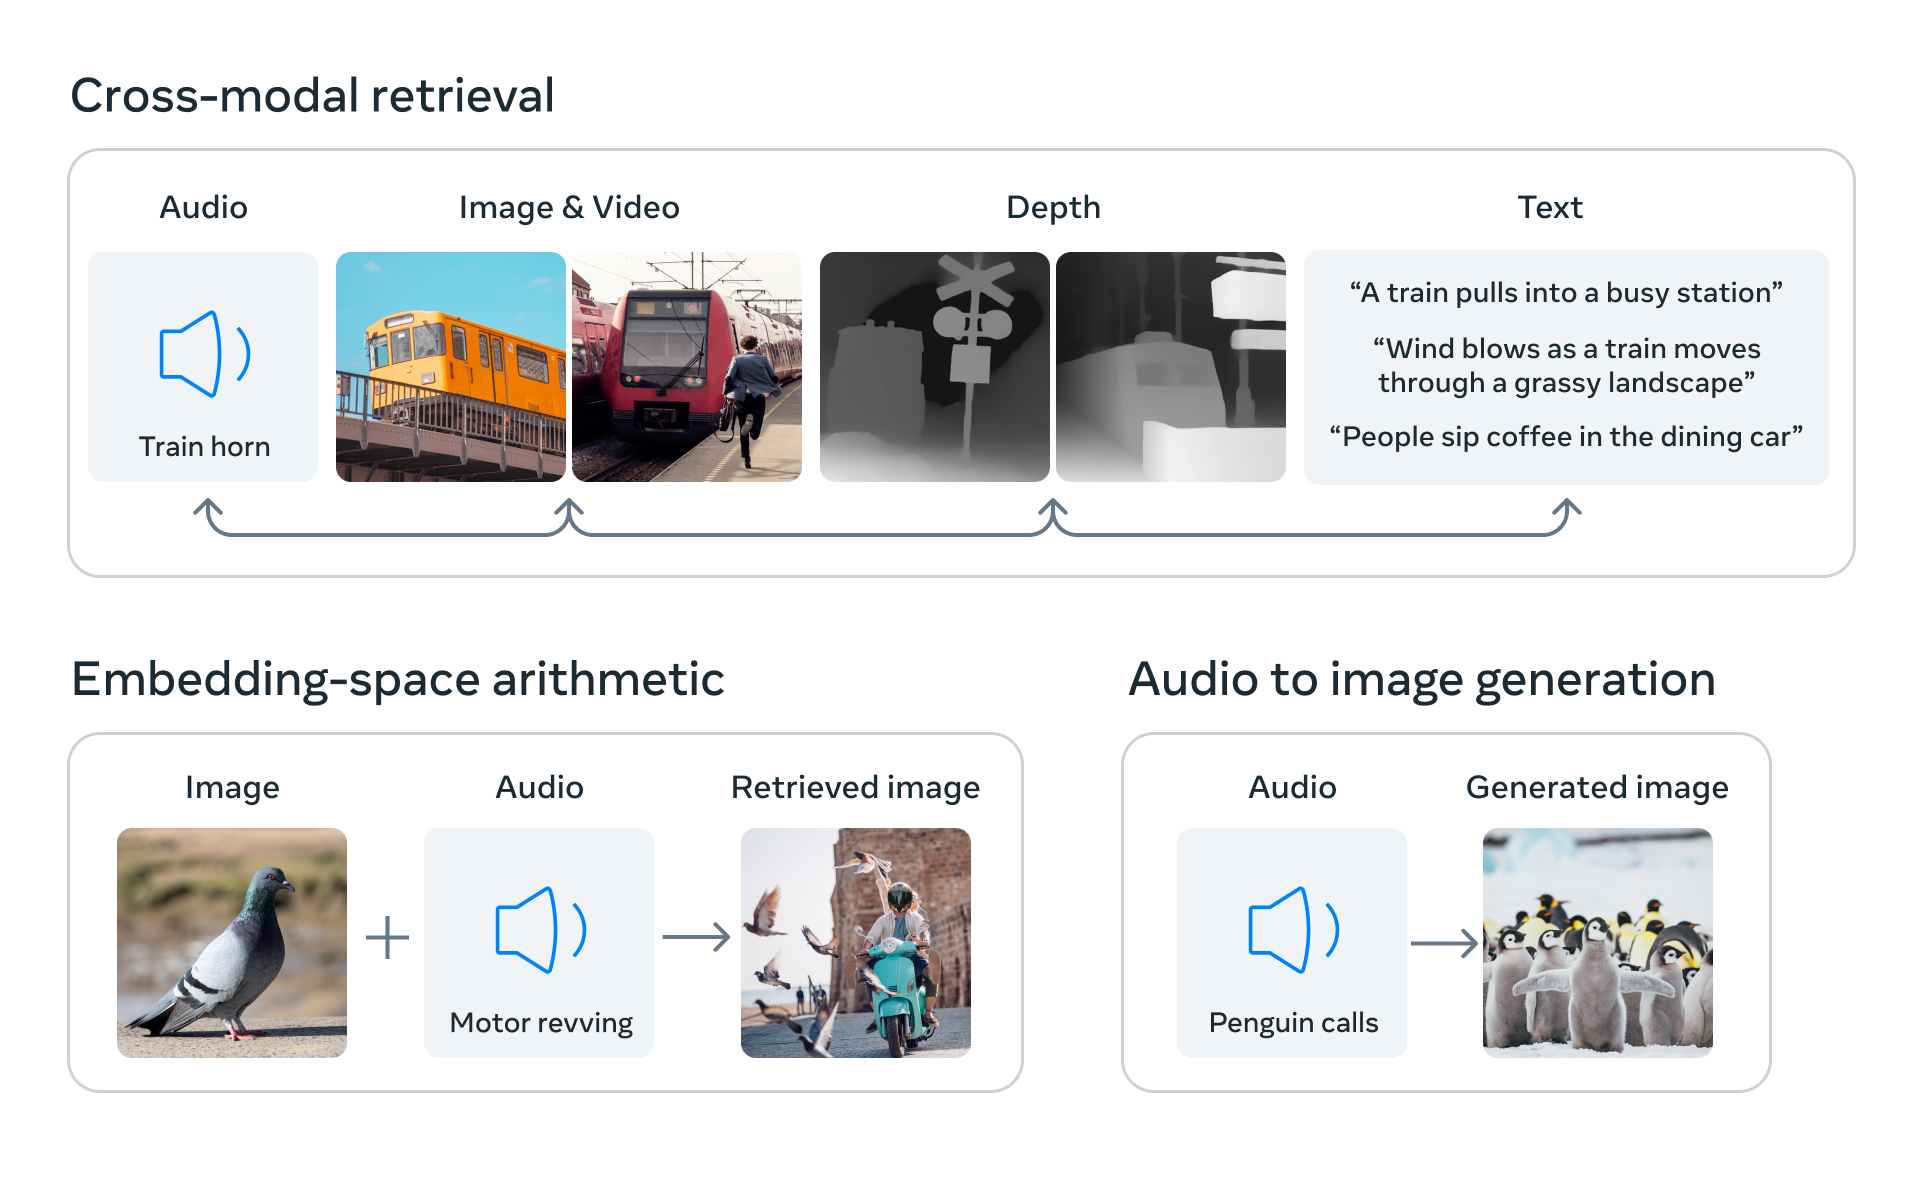 Cross-modal retrieval
Audio
Image & Video
Depth
Text
Train horn
“A train pulls into a busy station”
“Wind blows as a train moves
through a grassy landscape”
“People sip coffee in the dining car”
Embedding-space arithmetic
Image
Audio
Retrieved image
Motor revving
Audio to image generation
Audio
Generated image
Penguin calls